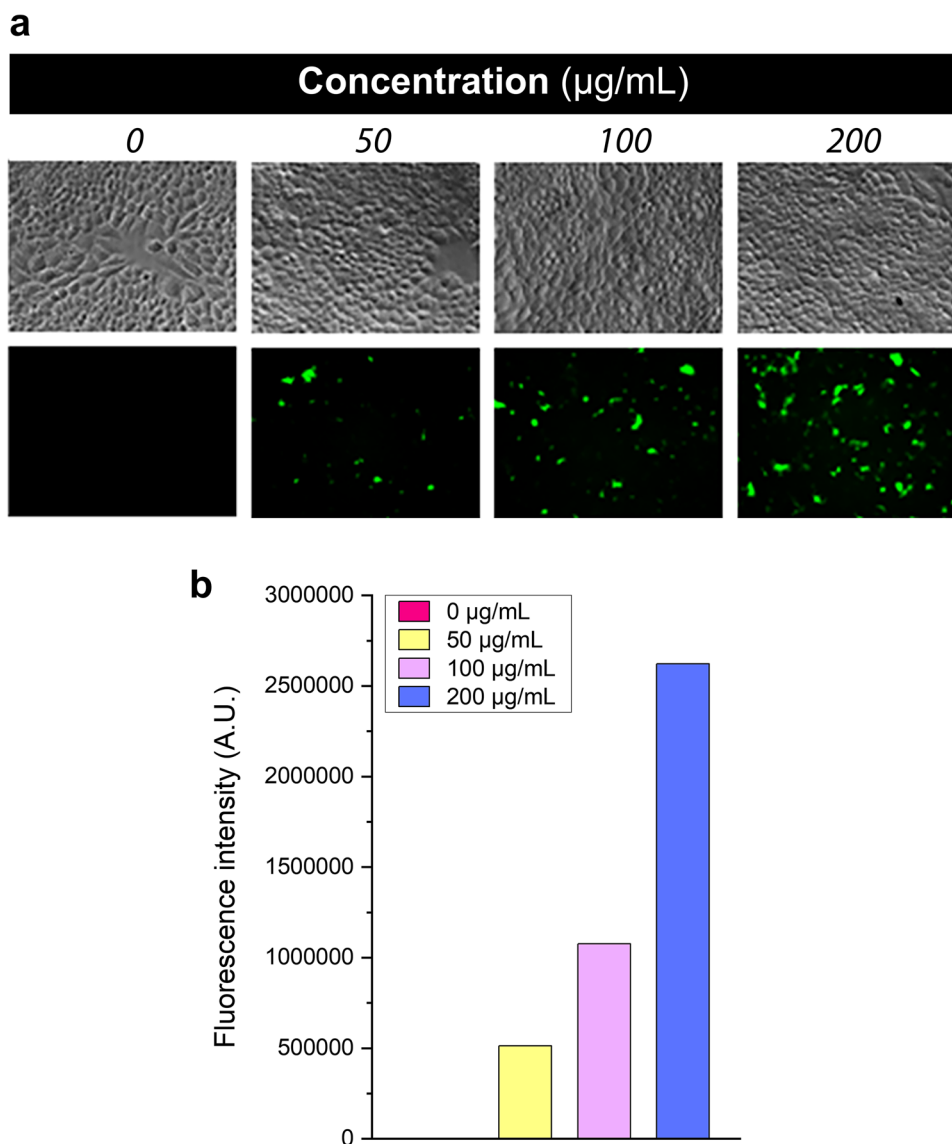 a
Concentration (µg/mL)
0 50 100 200
b
Fluorescence intensity (A.U.)
3000000
2500000
2000000
1500000
1000000
500000
0
0 µg/mL
50 µg/mL
100 µg/mL
200 µg/mL